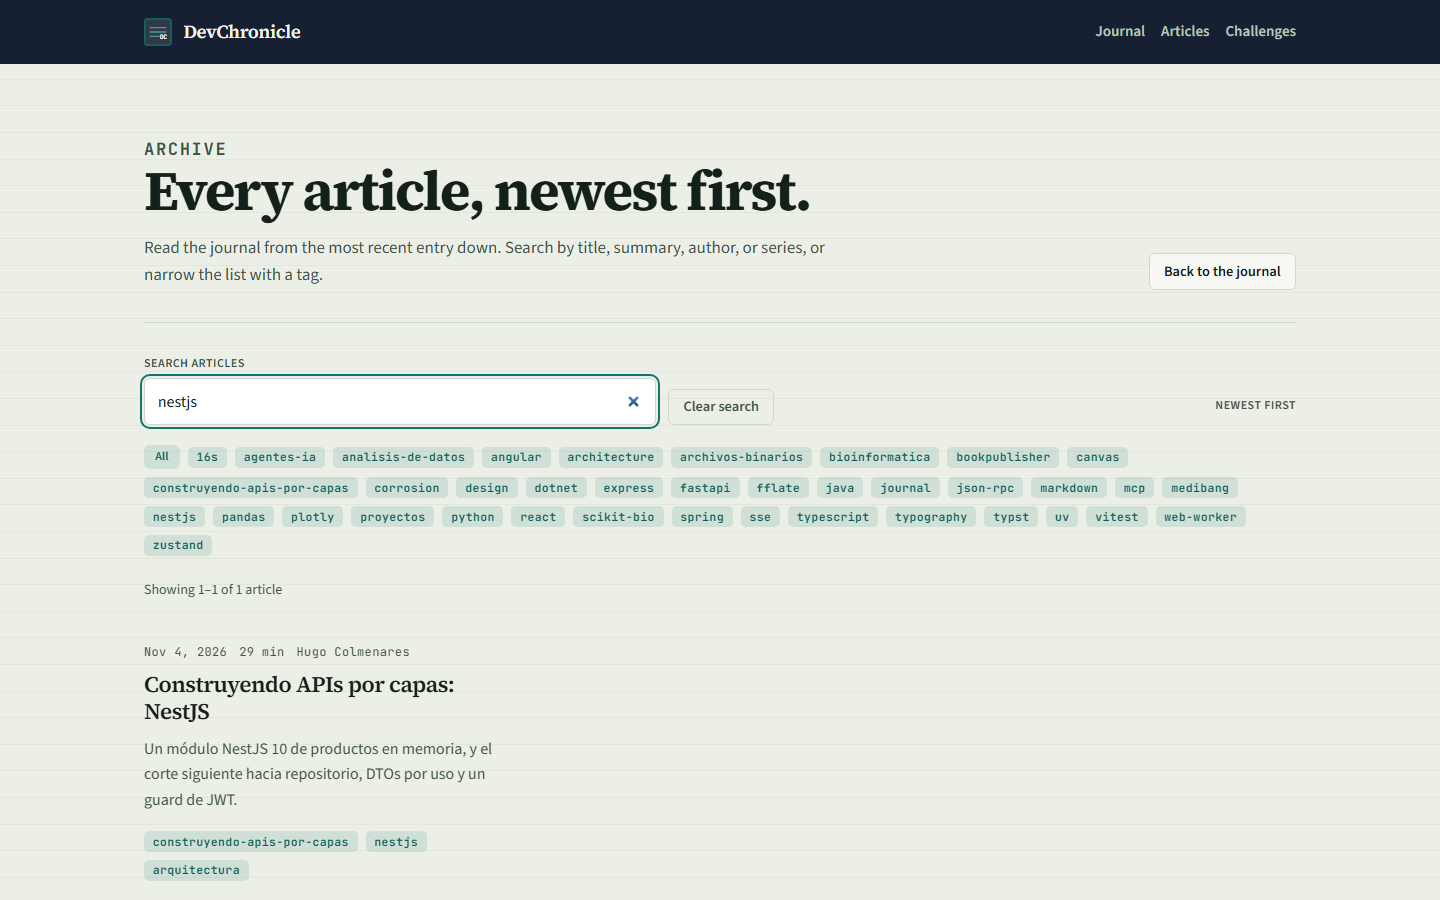 DC
DevChronicle
Journal Articles Challenges
ARCHIVE
Every article, newest first.
Read the journal from the most recent entry down. Search by title, summary, author, or series, or
narrow the list with a tag.
Back to the journal
SEARCH ARTICLES
nestjs
Clear search
NEWEST FIRST
All 16s agentes-ia analisis-de-datos angular architecture archivos-binarios bioinformatica bookpublisher canvas
construyendo-apis-por-capas corrosion design dotnet express fastapi fflate java journal json-rpc markdown mcp medibang
nestjs pandas plotly proyectos python react scikit-bio spring sse typescript typography typst uv vitest web-worker
zustand
Showing 1–1 of 1 article
Nov 4, 2026 29 min Hugo Colmenares
Construyendo APIs por capas:
NestJS
Un módulo NestJS 10 de productos en memoria, y el
corte siguiente hacia repositorio, DTOs por uso y un
guard de JWT.
construyendo-apis-por-capas nestjs
arquitectura